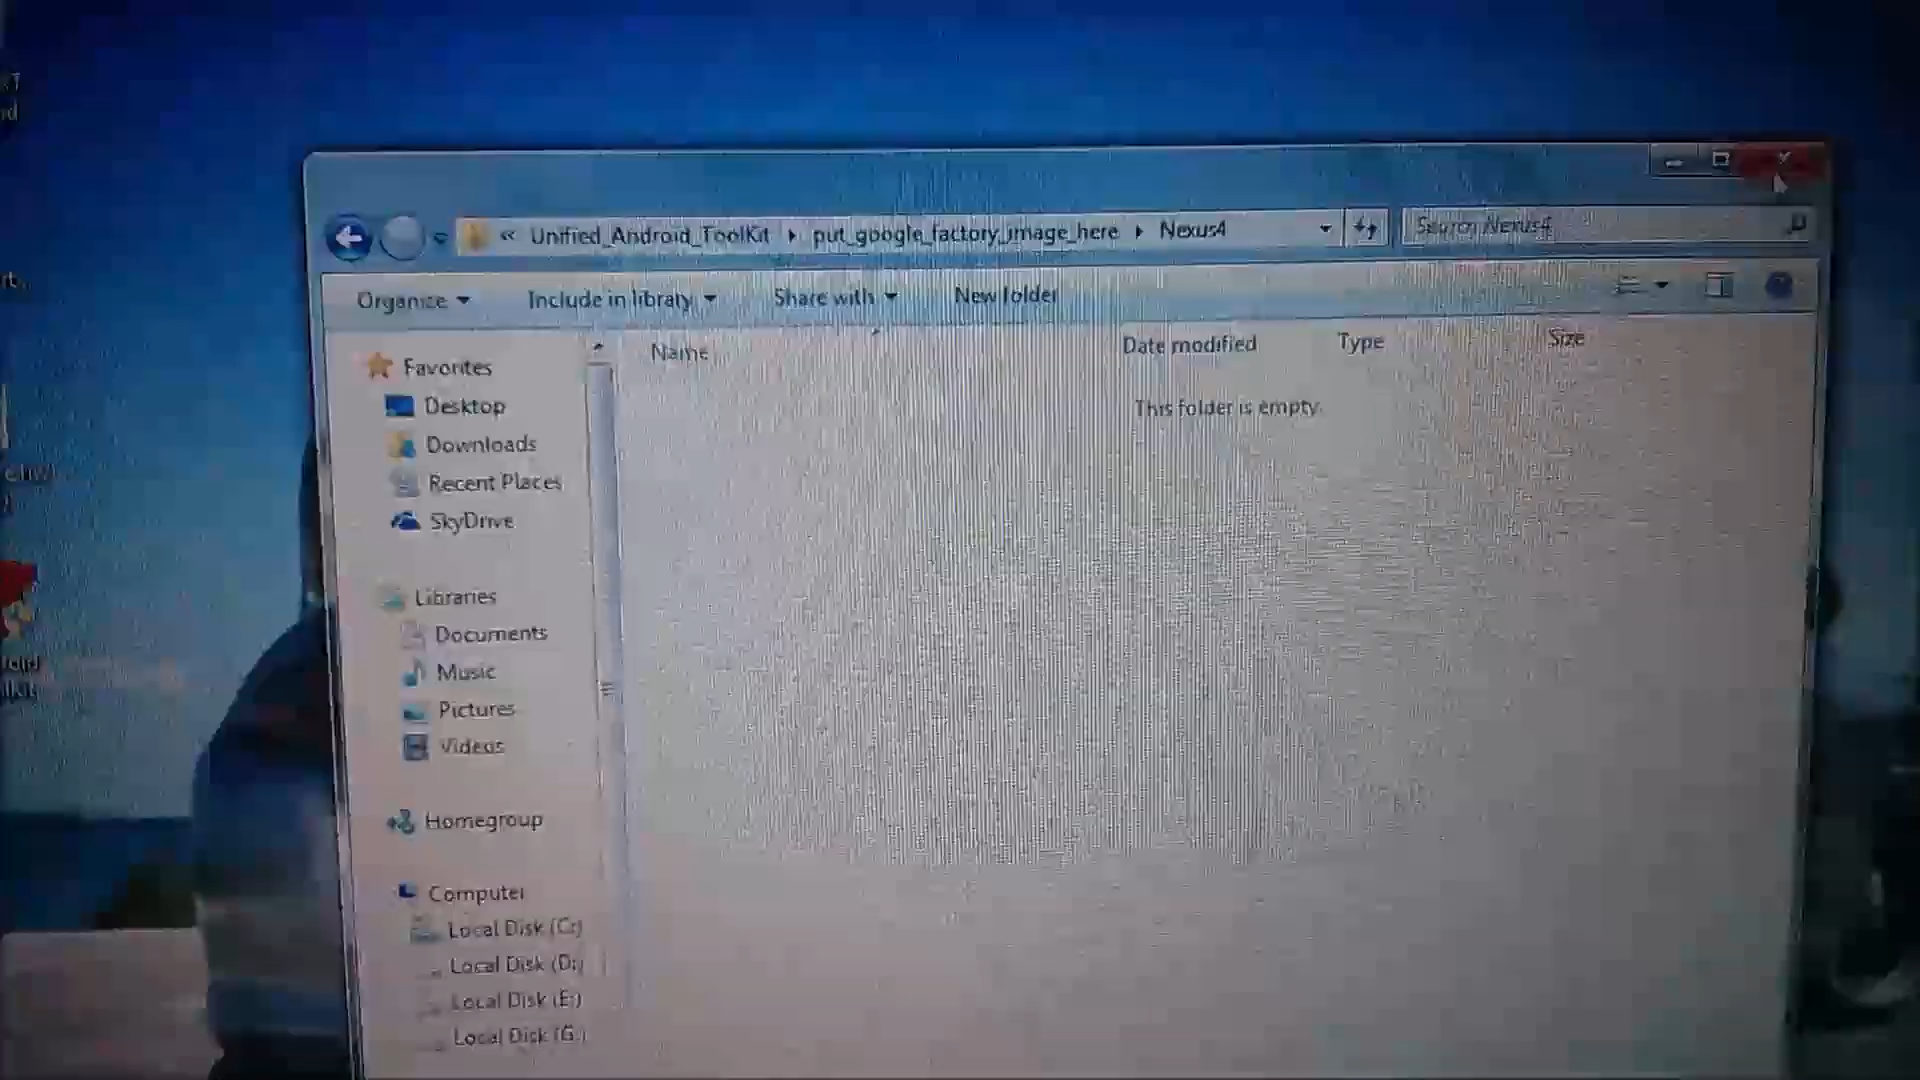 « Unified_Android_ToolKit ▸ put_google_factory_image_here ▸ Nexus4
Search Nexus4
Organize
Include in library
Share with
New folder
Name
Date modified
Type
Size
This folder is empty.
Favorites
Desktop
Downloads
Recent Places
SkyDrive
Libraries
Documents
Music
Pictures
Videos
Homegroup
Computer
Local Disk (C:)
Local Disk (D:)
Local Disk (E:)
Local Disk (G:)